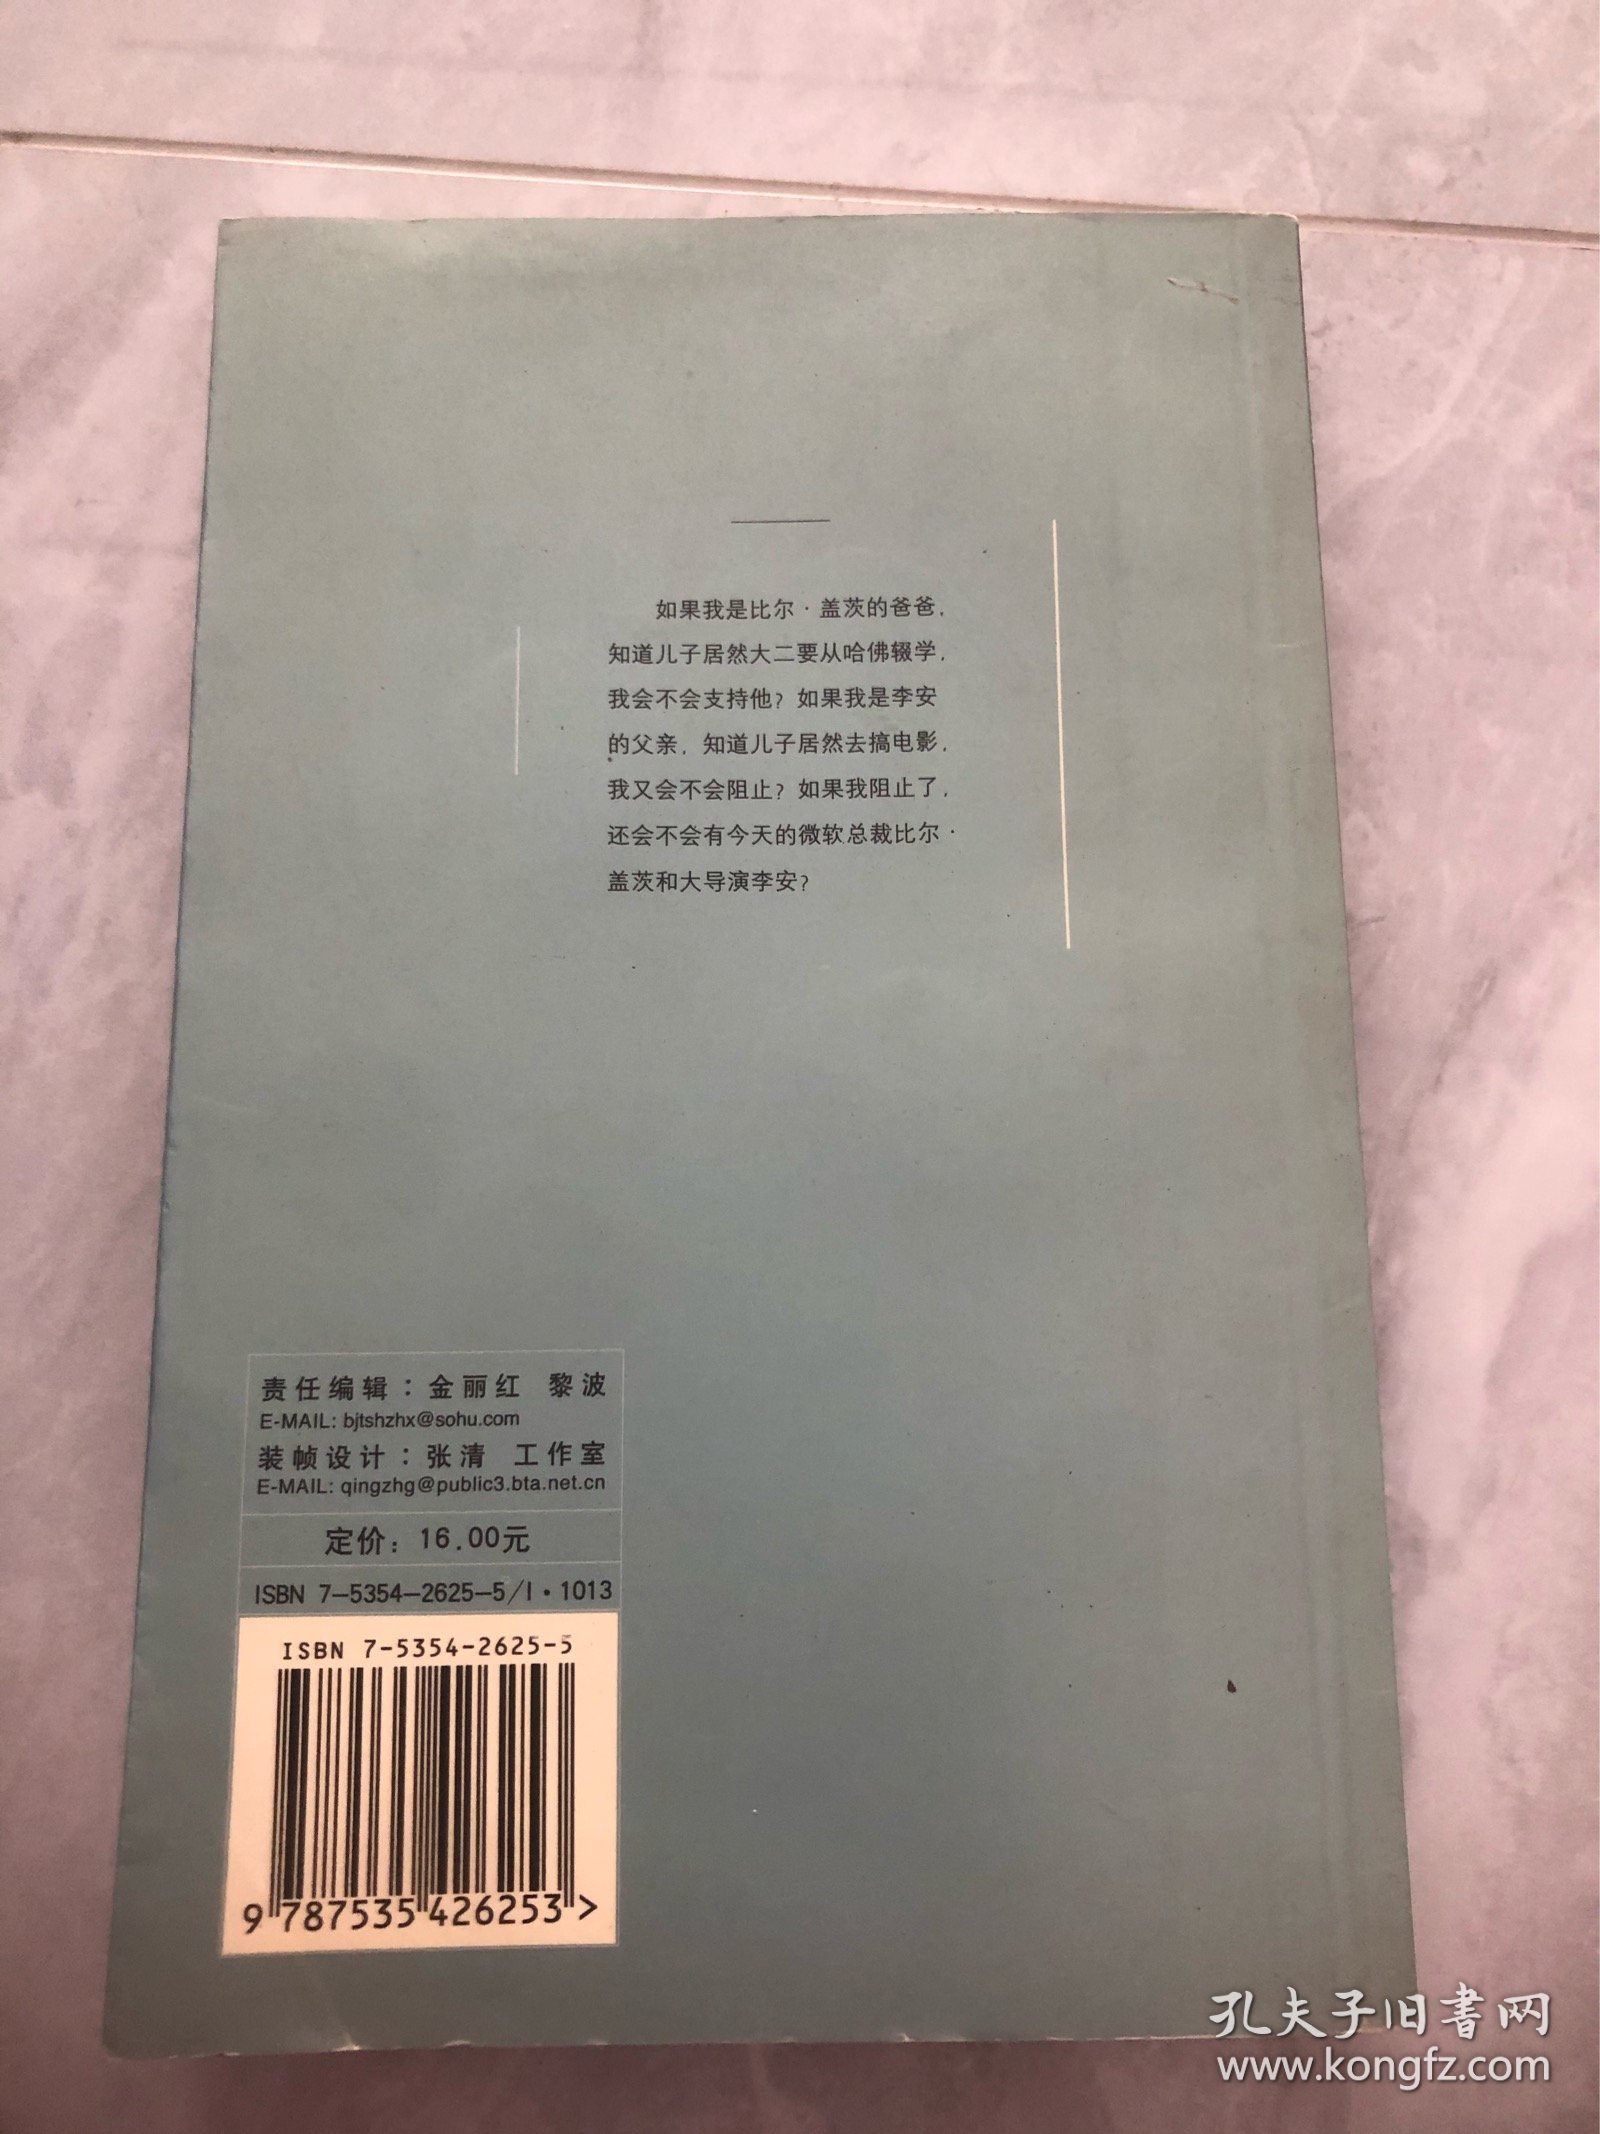 如果我是比尔·盖茨的爸爸，
知道儿子居然大二要从哈佛辍学，
我会不会支持他？如果我是李安
的父亲，知道儿子居然去搞电影，
我又会不会阻止？如果我阻止了，
还会不会有今天的微软总裁比尔·
盖茨和大导演李安？
责任编辑：金丽红 黎波
E-MAIL: bjtshzhx@sohu.com
装帧设计：张清 工作室
E-MAIL: qingzhg@public3.bta.net.cn
定价：16.00元
ISBN 7-5354-2625-5/I·1013
ISBN 7-5354-2625-5
9 787535 426253 >
孔夫子旧书网
www.kongfz.com